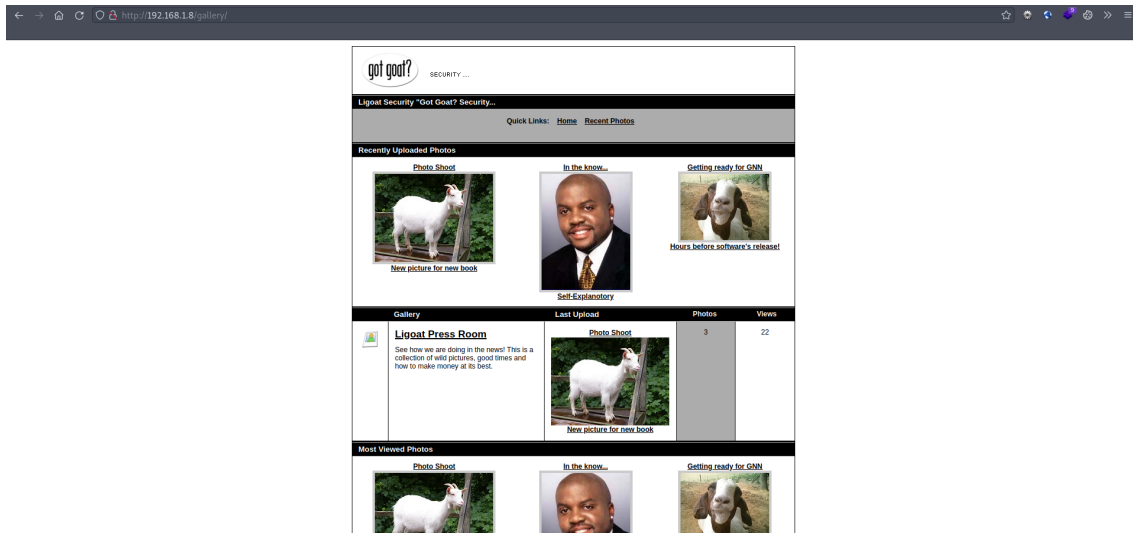 http://192.168.1.8/gallery/
got goat? SECURITY ...
Ligoat Security "Got Goat? Security...
Quick Links: Home Recent Photos
Recently Uploaded Photos
Photo Shoot In the know... Getting ready for GNN
New picture for new book Self-Explanotory Hours before software's release!
Gallery Last Upload Photos Views
Ligoat Press Room Photo Shoot 3 22
See how we are doing in the news! This is a
collection of wild pictures, good times and
how to make money at its best.
New picture for new book
Most Viewed Photos
Photo Shoot In the know... Getting ready for GNN